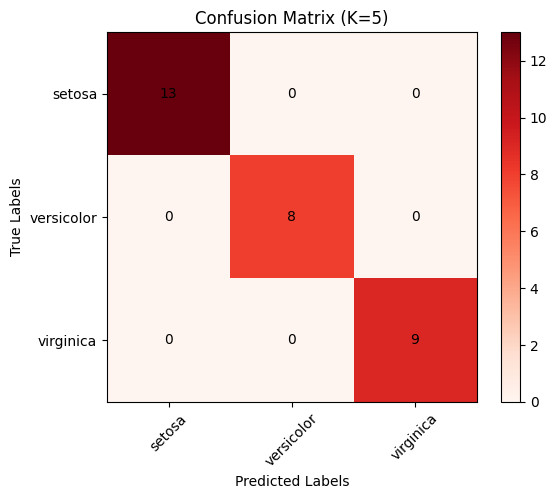 Confusion Matrix (K=5)
setosa
versicolor
virginica
True Labels
13 0 0
0 8 0
0 0 9
setosa
versicolor
virginica
Predicted Labels
12
10
8
6
4
2
0